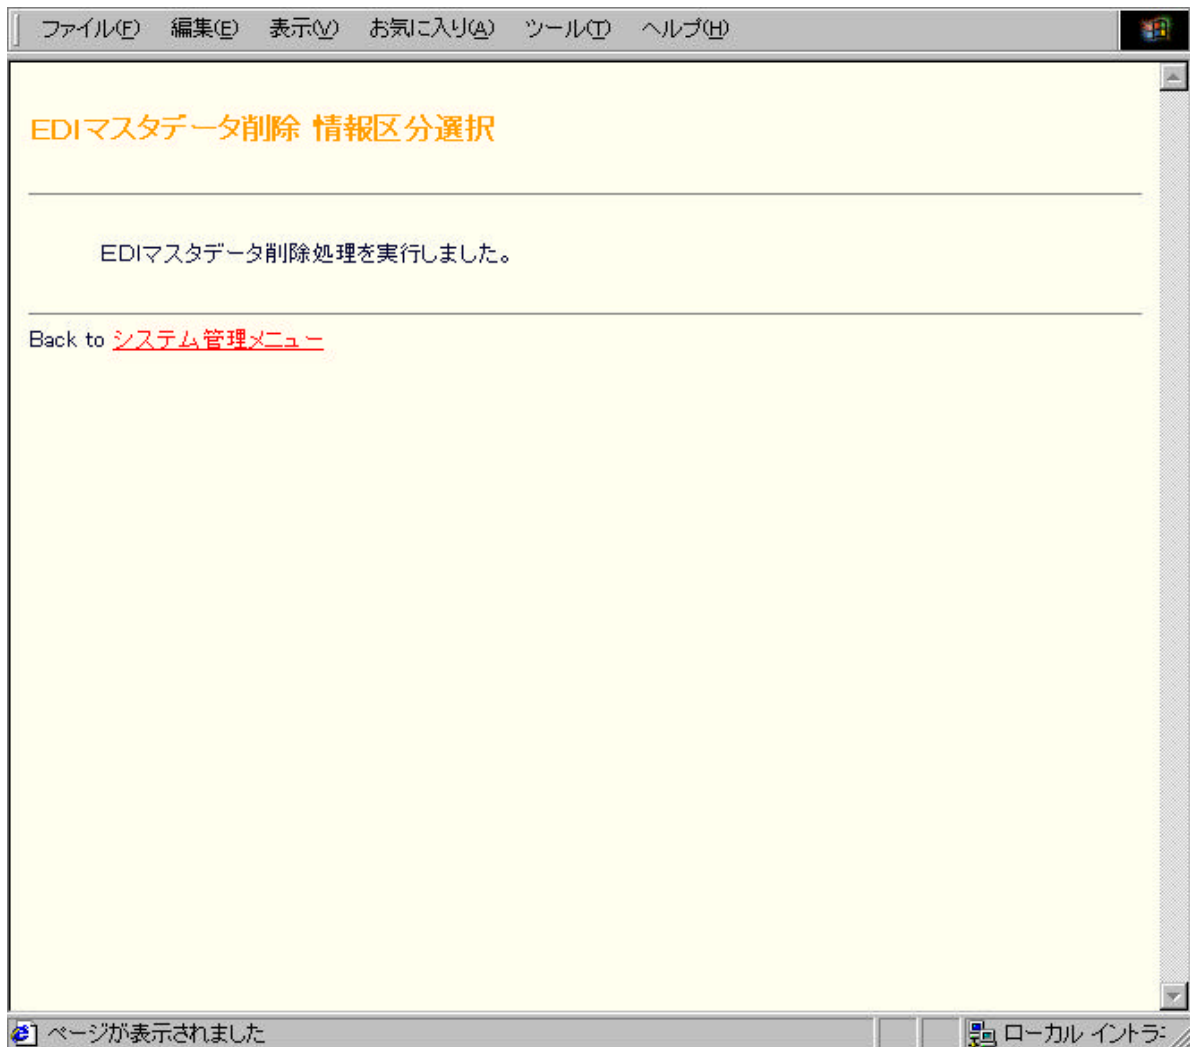 ファイル(F) 編集(E) 表示(V) お気に入り(A) ツール(T) ヘルプ(H)
EDIマスタデータ削除 情報区分選択
EDIマスタデータ削除処理を実行しました。
Back to システム管理メニュー
ページが表示されました ローカル イントラ